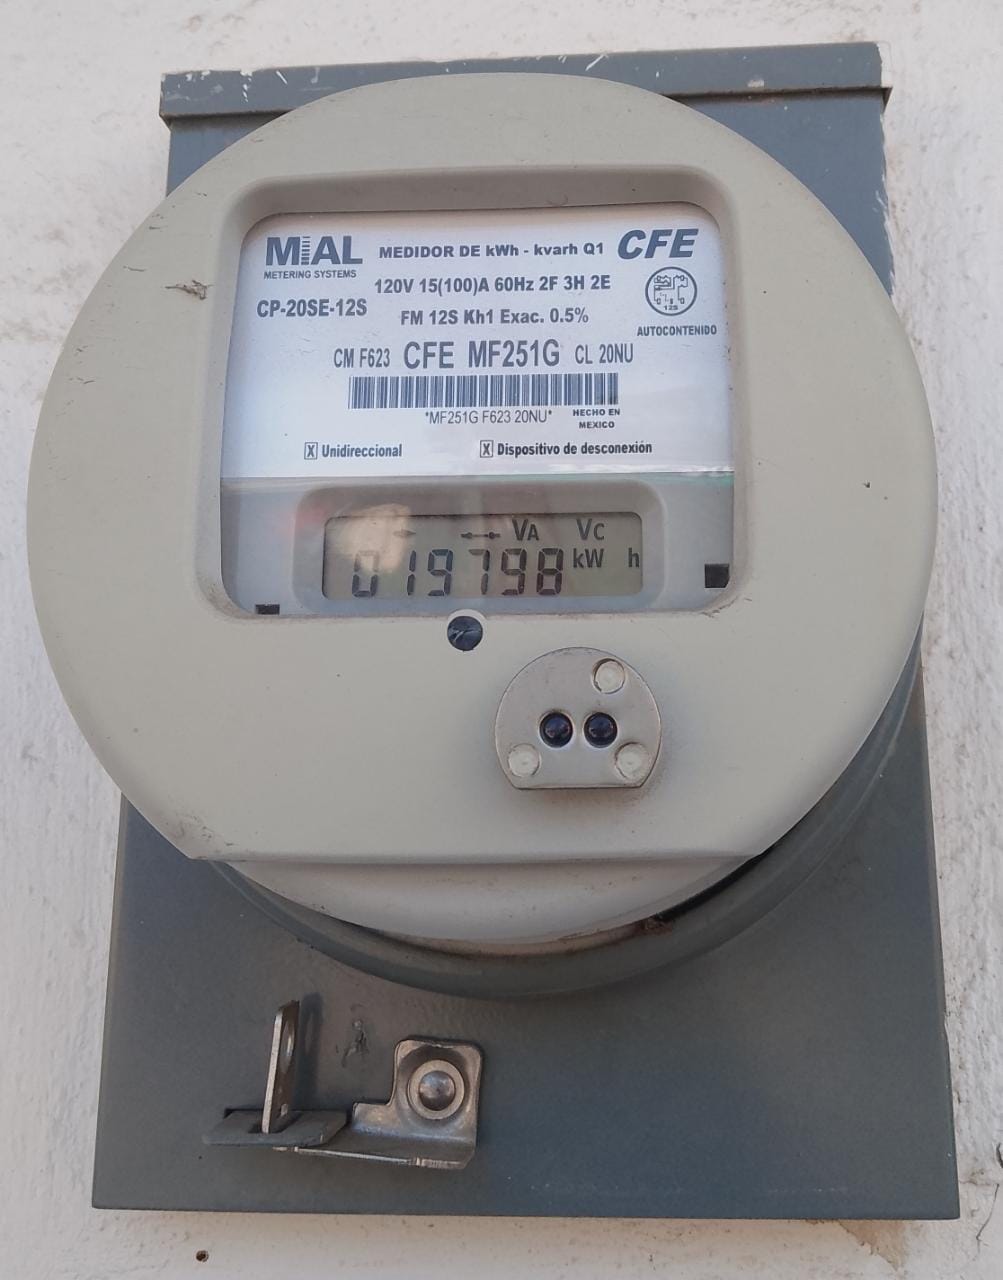 MIAL
METERING SYSTEMS
MEDIDOR DE kWh - kvarh Q1
CFE
120V 15(100)A 60Hz 2F 3H 2E
CP-20SE-12S
FM 12S Kh1 Exac. 0.5%
12S
AUTOCONTENIDO
CM F623 CFE MF251G CL 20NU
*MF251G F623 20NU*
HECHO EN
MEXICO
X Unidireccional
X Dispositivo de desconexión
VA VC
019798 kW h